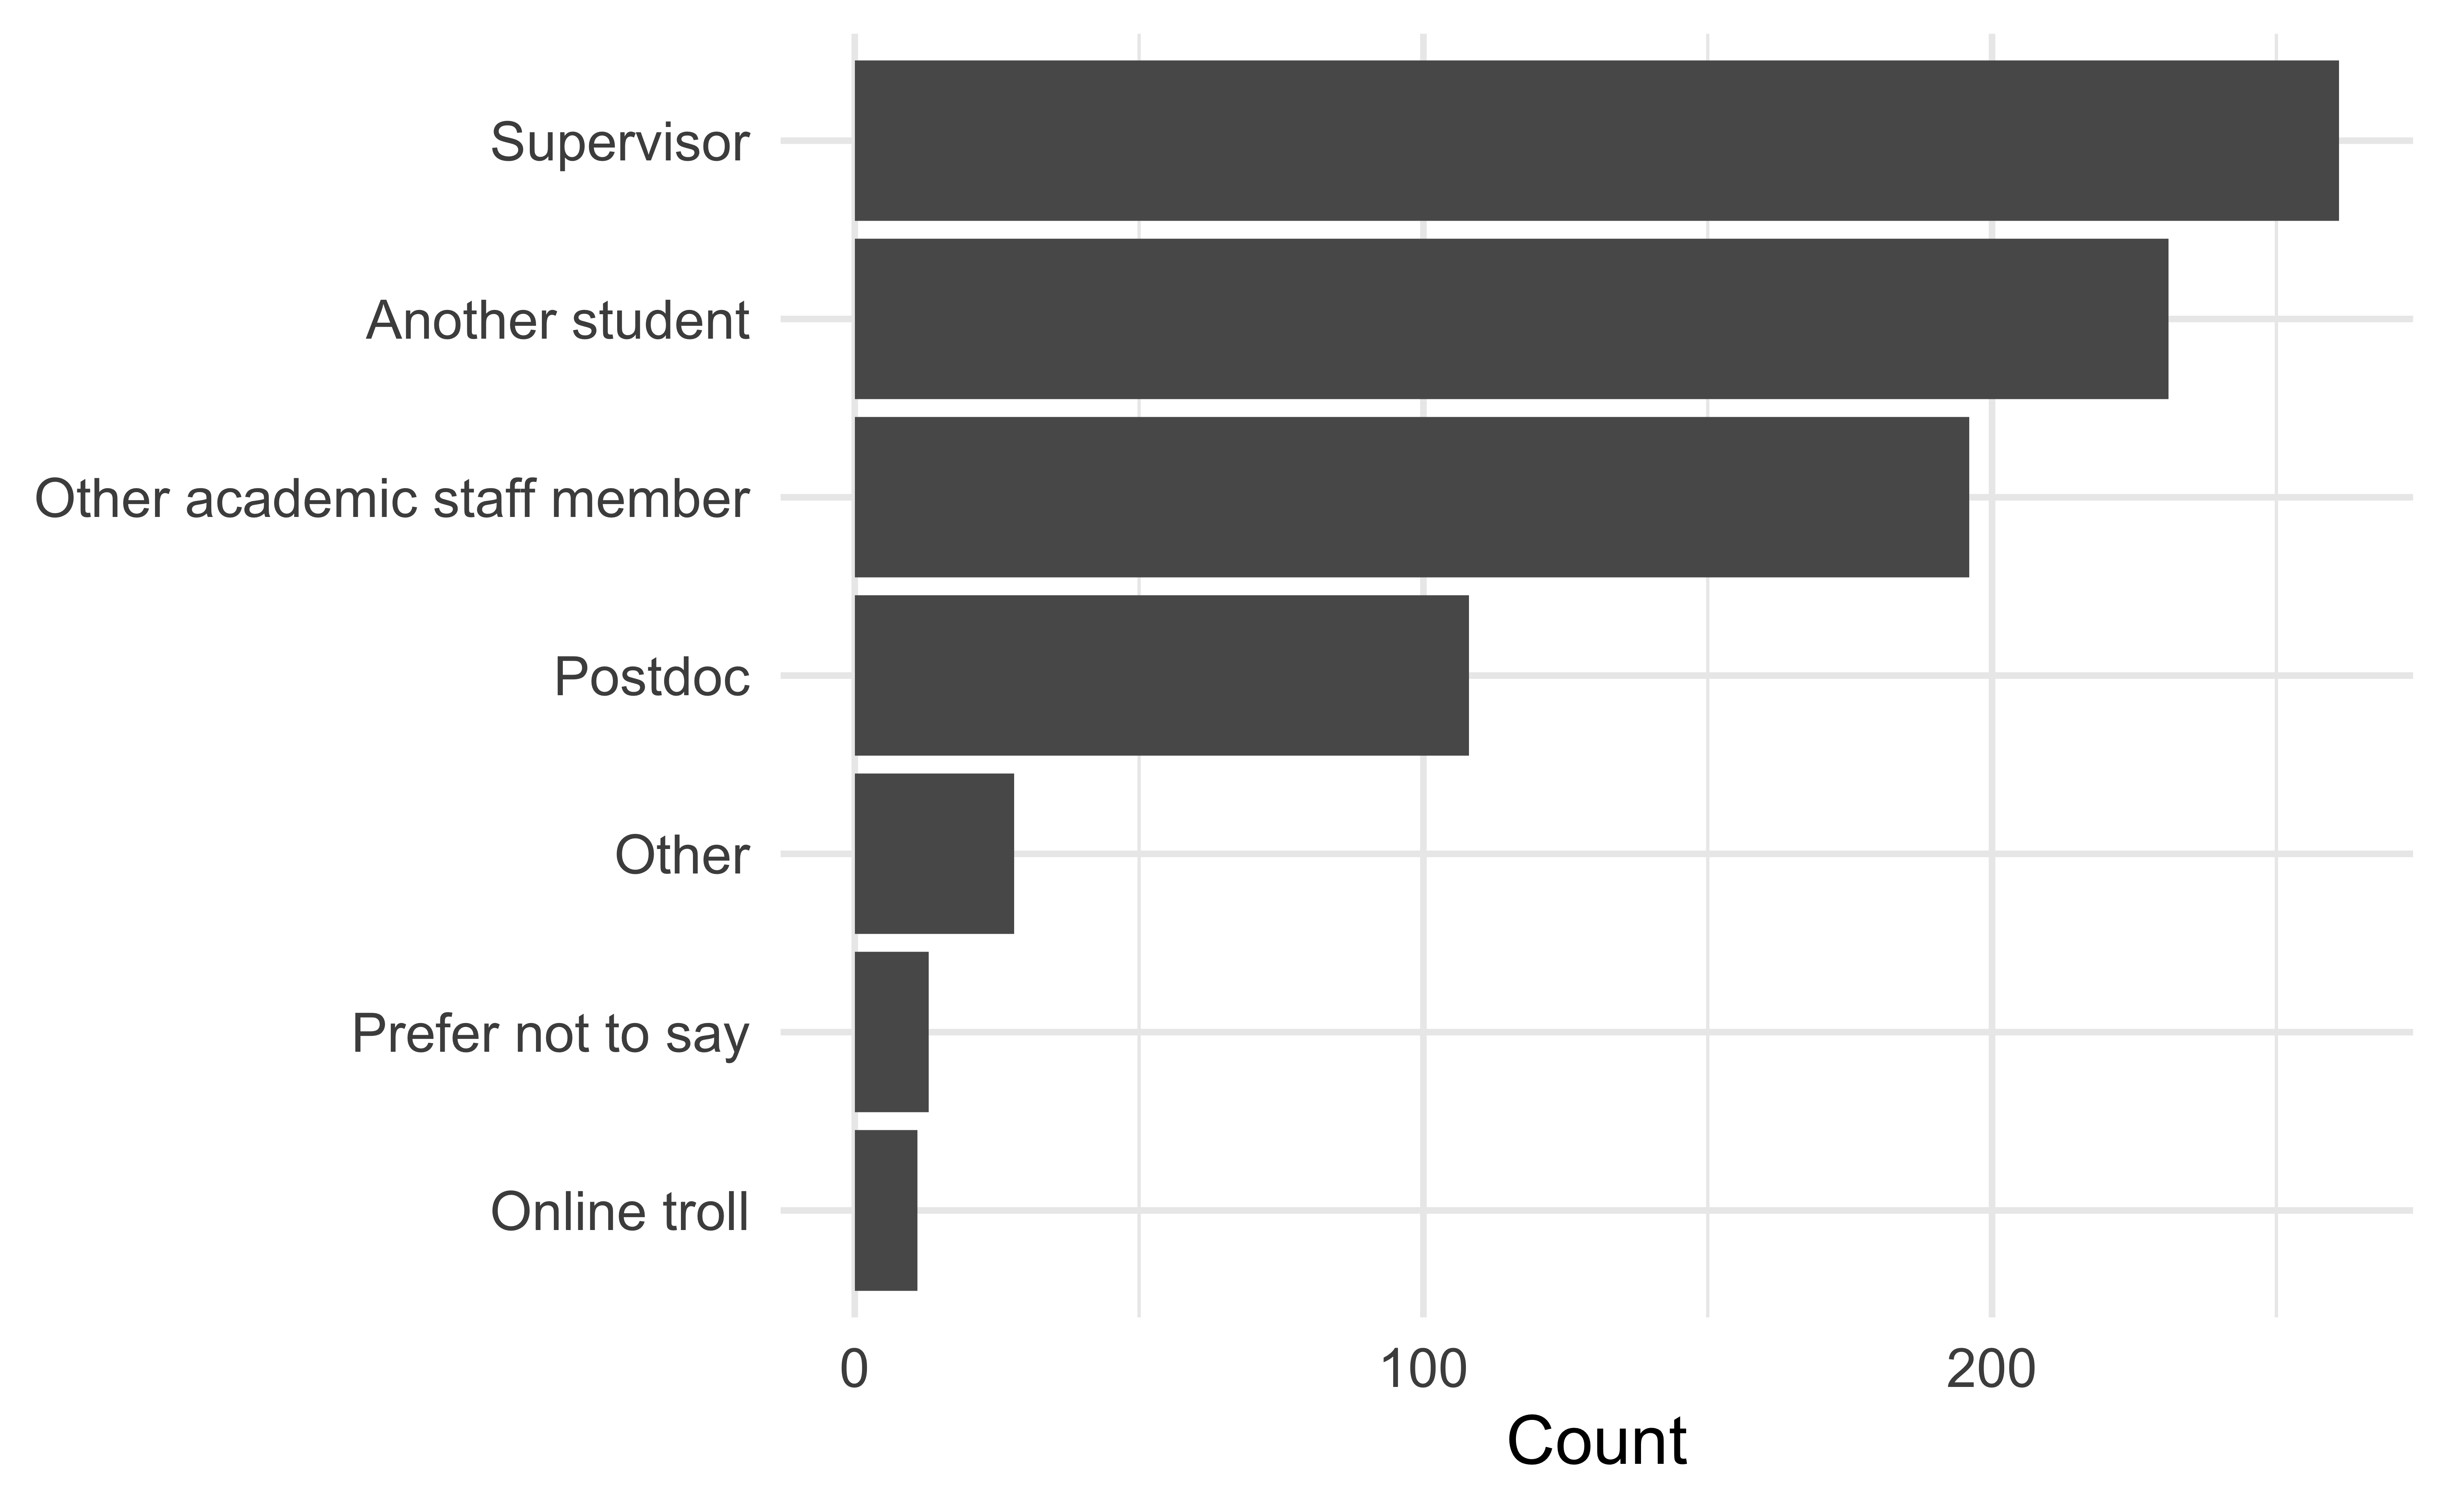 Supervisor
Another student
Other academic staff member
Postdoc
Other
Prefer not to say
Online troll
0 100 200
Count